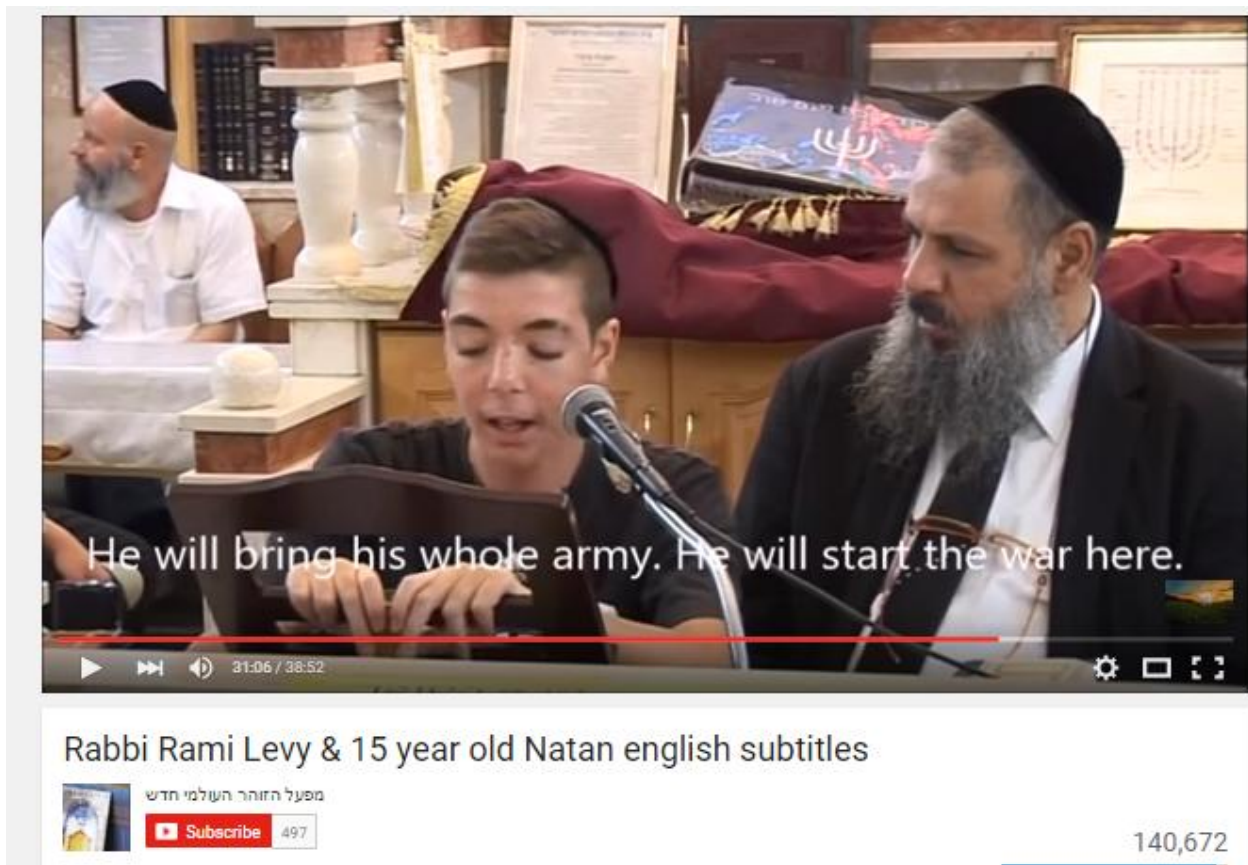 He will bring his whole army. He will start the war here.
31:06 / 38:52
Rabbi Rami Levy & 15 year old Natan english subtitles
מפעל הזוהר העולמי חדש
Subscribe 497
140,672